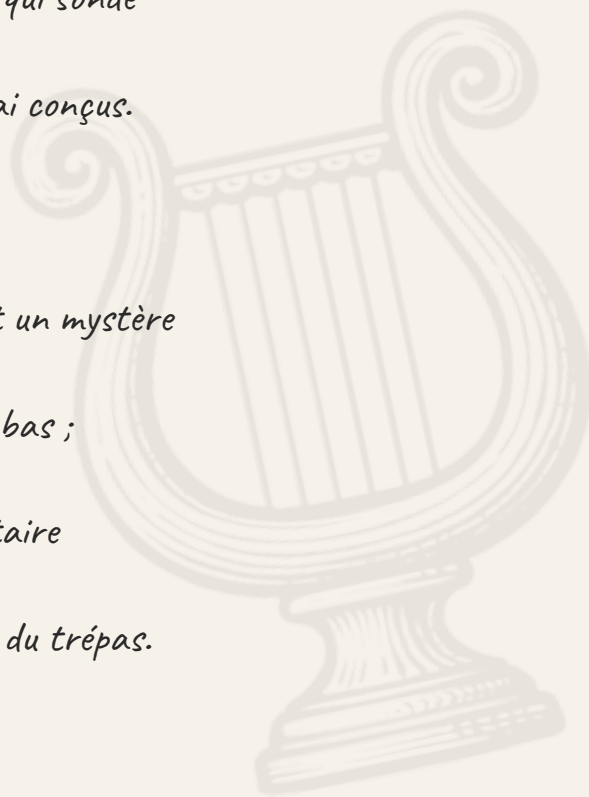 qui sonde
ai conçus.
t un mystère
bas ;
taire
du trépas.